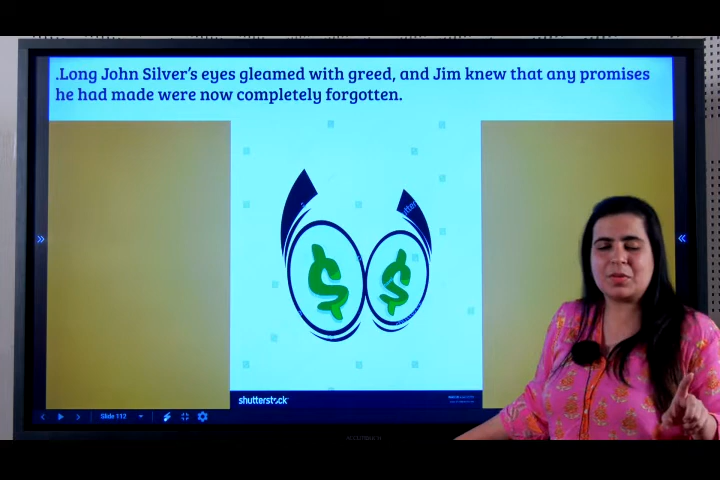 .Long John Silver's eyes gleamed with greed, and Jim knew that any promises
he had made were now completely forgotten.
shutterstock
Slide 112